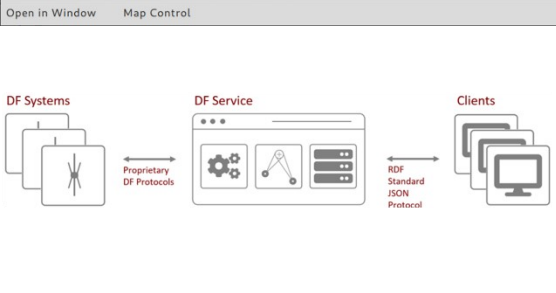 Open in Window Map Control
DF Systems
DF Service
Clients
Proprietary
DF Protocols
RDF
Standard
JSON
Protocol